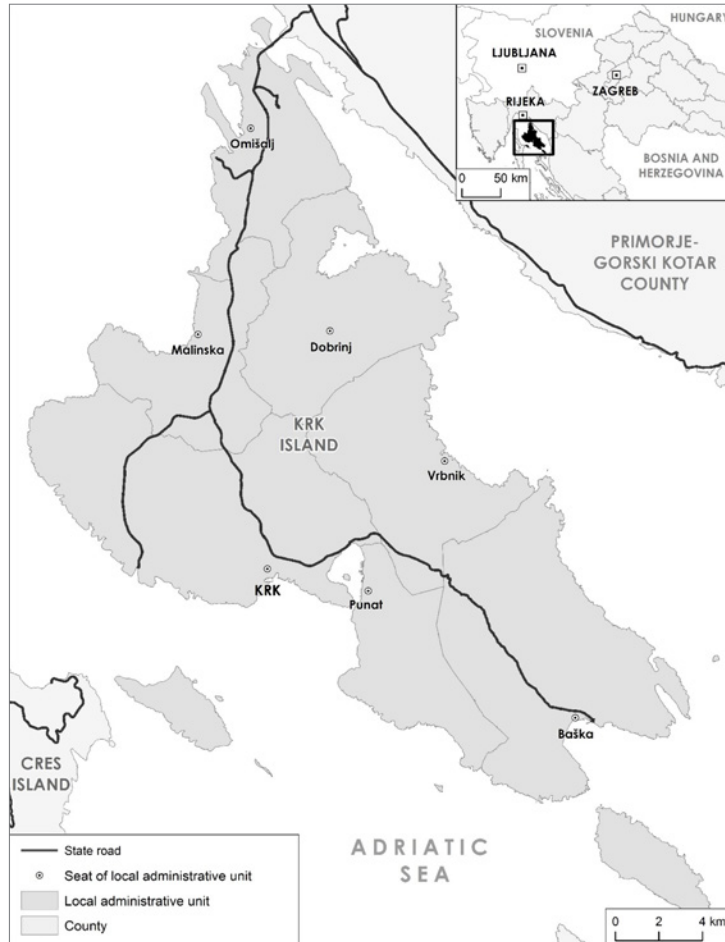 HUNGARY
SLOVENIA
LJUBLJANA
ZAGREB
RIJEKA
BOSNIA AND
HERZEGOVINA
0 50 km
Omišalj
PRIMORJE-
GORSKI KOTAR
COUNTY
Malinska
Dobrinj
KRK
ISLAND
Vrbnik
KRK
Punat
Baška
CRES
ISLAND
ADRIATIC
SEA
State road
Seat of local administrative unit
Local administrative unit
County
0 2 4 km